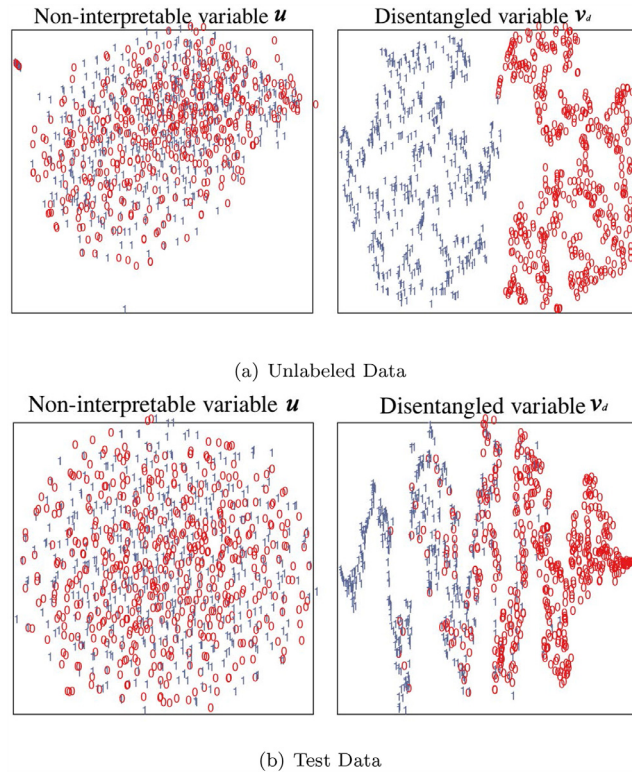 Non-interpretable variable u
Disentangled variable v_d
(a) Unlabeled Data
Non-interpretable variable u
Disentangled variable v_d
(b) Test Data